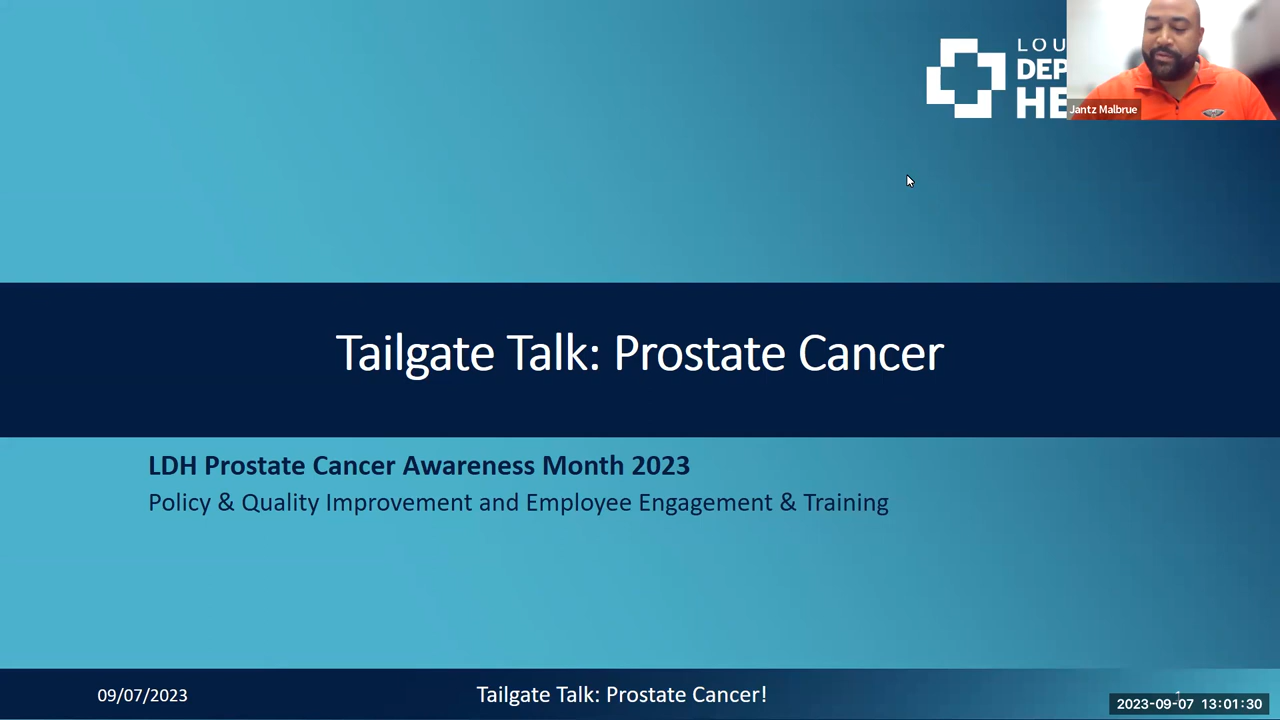 LOU
DEP
HE
Jantz Malbrue
Tailgate Talk: Prostate Cancer
LDH Prostate Cancer Awareness Month 2023
Policy & Quality Improvement and Employee Engagement & Training
09/07/2023
Tailgate Talk: Prostate Cancer!
2023-09-07 13:01:30